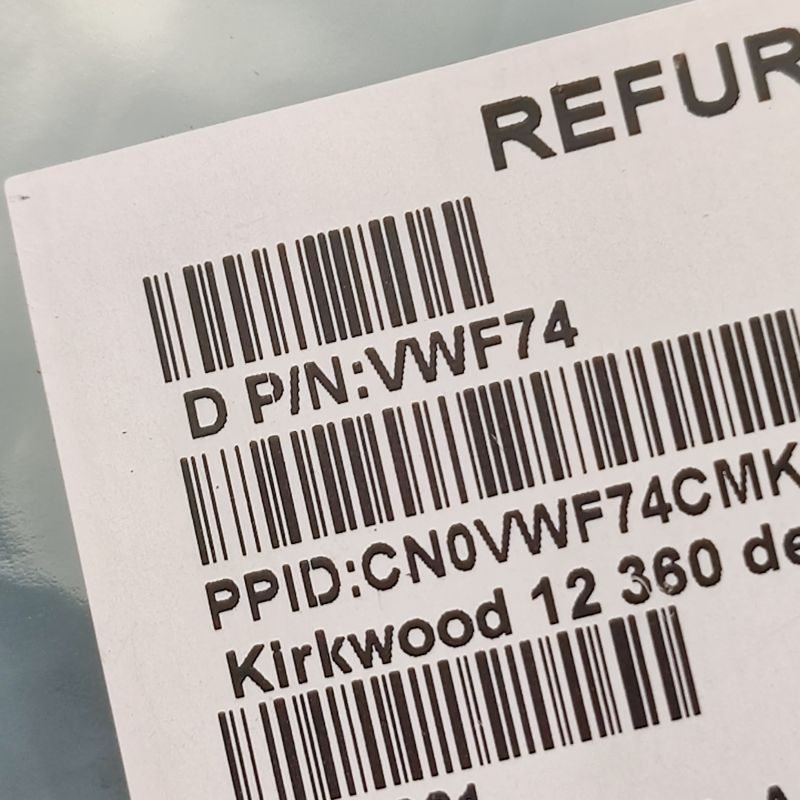 REFUR
D P/N:VWF74
PPID:CN0VWF74CMK
Kirkwood 12 360 de